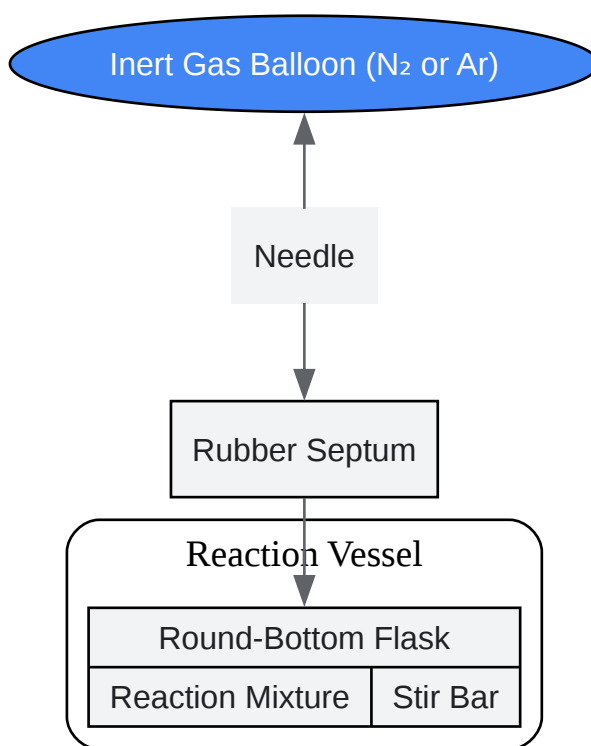 Inert Gas Balloon (N₂ or Ar)
Needle
Rubber Septum
Reaction Vessel
Round-Bottom Flask
Reaction Mixture
Stir Bar